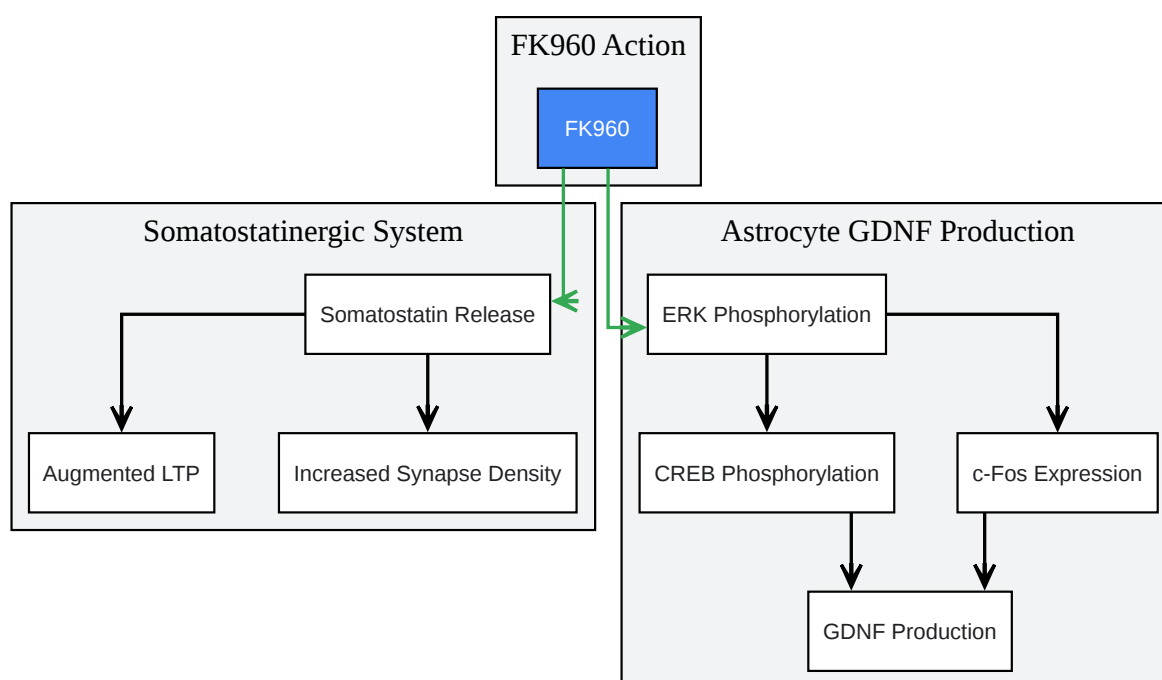 FK960 Action
FK960
Somatostatinergic System
Astrocyte GDNF Production
Somatostatin Release
ERK Phosphorylation
Augmented LTP
Increased Synapse Density
CREB Phosphorylation
c-Fos Expression
GDNF Production